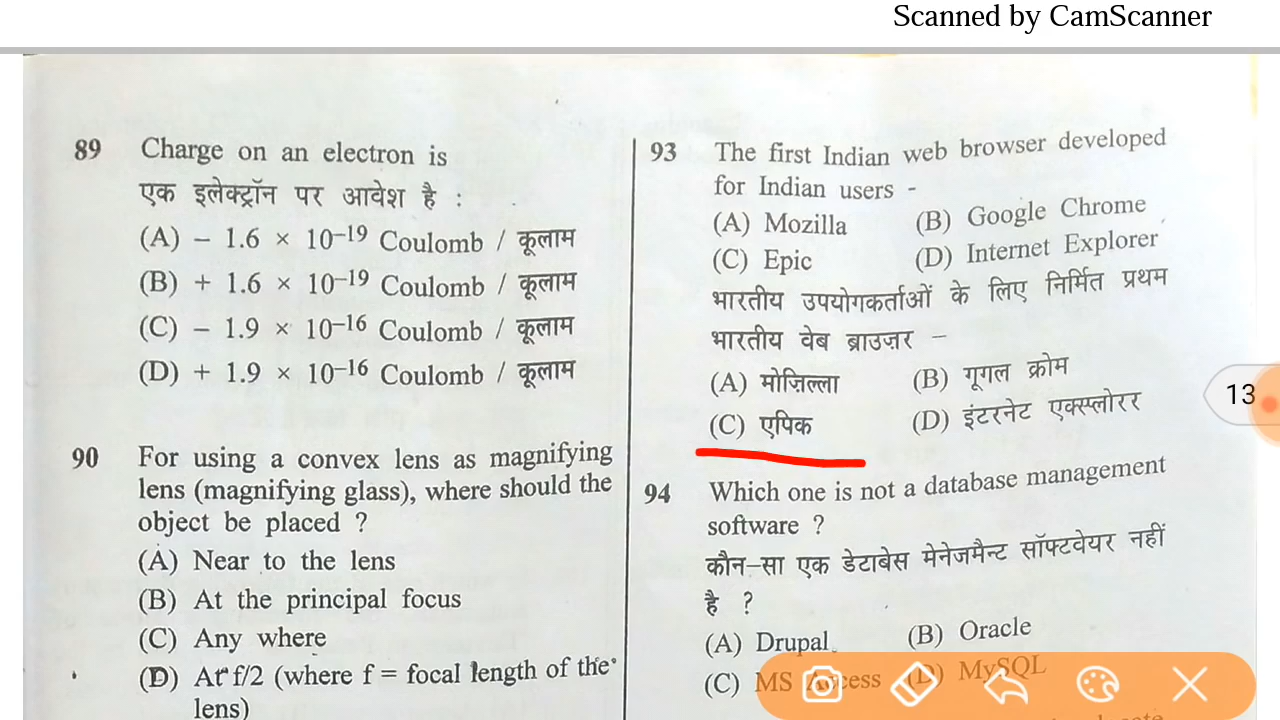 Scanned by CamScanner
89 Charge on an electron is
एक इलेक्ट्रॉन पर आवेश है :
(A) – 1.6 × 10–19 Coulomb / कूलाम
(B) + 1.6 × 10–19 Coulomb / कूलाम
(C) – 1.9 × 10–16 Coulomb / कूलाम
(D) + 1.9 × 10–16 Coulomb / कूलाम
90 For using a convex lens as magnifying
lens (magnifying glass), where should the
object be placed ?
(A) Near to the lens
(B) At the principal focus
(C) Any where
(D) At f/2 (where f = focal length of the
lens)
93 The first Indian web browser developed
for Indian users -
(A) Mozilla (B) Google Chrome
(C) Epic (D) Internet Explorer
भारतीय उपयोगकर्ताओं के लिए निर्मित प्रथम
भारतीय वेब ब्राउज़र –
(A) मोज़िल्ला (B) गूगल क्रोम
(C) एपिक (D) इंटरनेट एक्स्प्लोरर
94 Which one is not a database management
software ?
कौन-सा एक डेटाबेस मेनेजमैन्ट सॉफ्टवेयर नहीं
है ?
(A) Drupal (B) Oracle
(C) MS Access (D) MySQL
13